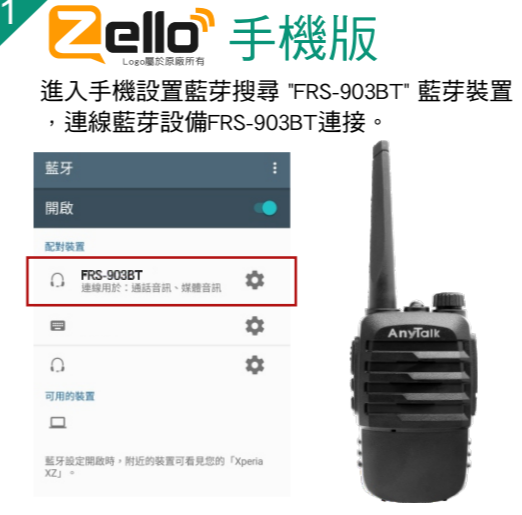 1
Zello 手機版
Logo屬於原廠所有
進入手機設置藍芽搜尋 "FRS-903BT" 藍芽裝置
，連線藍芽設備FRS-903BT連接。
藍牙
開啟
配對裝置
FRS-903BT
連線用於：通話音訊、媒體音訊
可用的裝置
藍牙設定開啟時，附近的裝置可看見您的「Xperia
XZ」。
AnyTalk